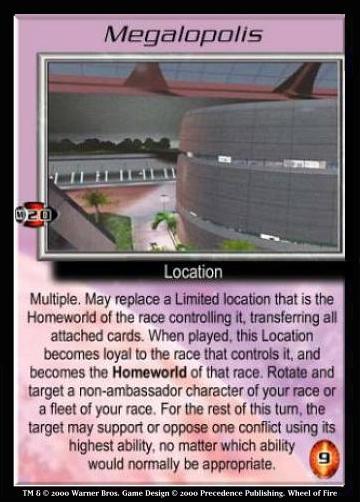 Megalopolis
20
Location
Multiple. May replace a Limited location that is the
Homeworld of the race controlling it, transferring all
attached cards. When played, this Location
becomes loyal to the race that controls it, and
becomes the Homeworld of that race. Rotate and
target a non-ambassador character of your race or
a fleet of your race. For the rest of this turn, the
target may support or oppose one conflict using its
highest ability, no matter which ability
would normally be appropriate.
9
TM & © 2000 Warner Bros. Game Design © 2000 Precedence Publishing. Wheel of Fire